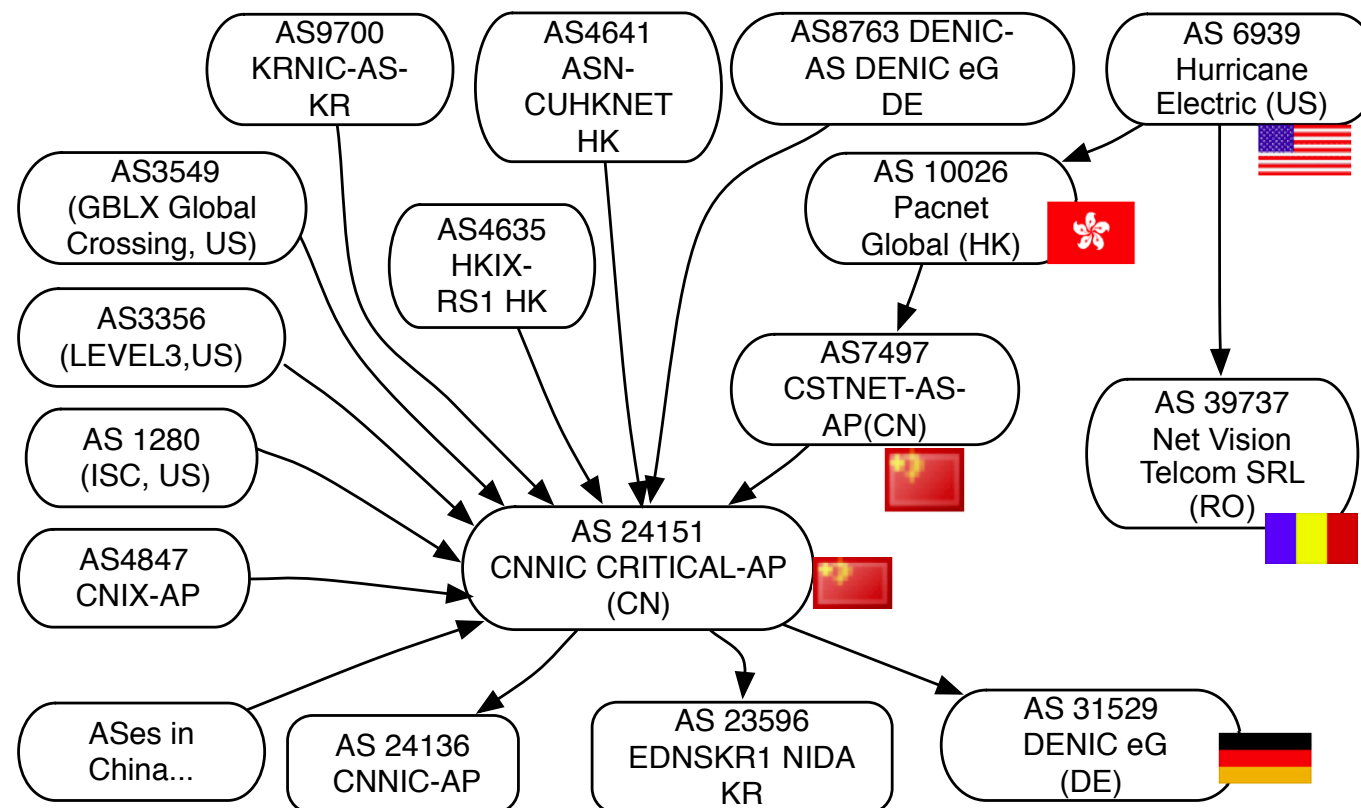 AS9700
KRNIC-AS-
KR
AS4641
ASN-
CUHKNET
HK
AS8763 DENIC-
AS DENIC eG
DE
AS 6939
Hurricane
Electric (US)
AS3549
(GBLX Global
Crossing, US)
AS4635
HKIX-
RS1 HK
AS 10026
Pacnet
Global (HK)
AS3356
(LEVEL3,US)
AS7497
CSTNET-AS-
AP(CN)
AS 39737
Net Vision
Telcom SRL
(RO)
AS 1280
(ISC, US)
AS 24151
CNNIC CRITICAL-AP
(CN)
AS4847
CNIX-AP
ASes in
China...
AS 24136
CNNIC-AP
AS 23596
EDNSKR1 NIDA
KR
AS 31529
DENIC eG
(DE)